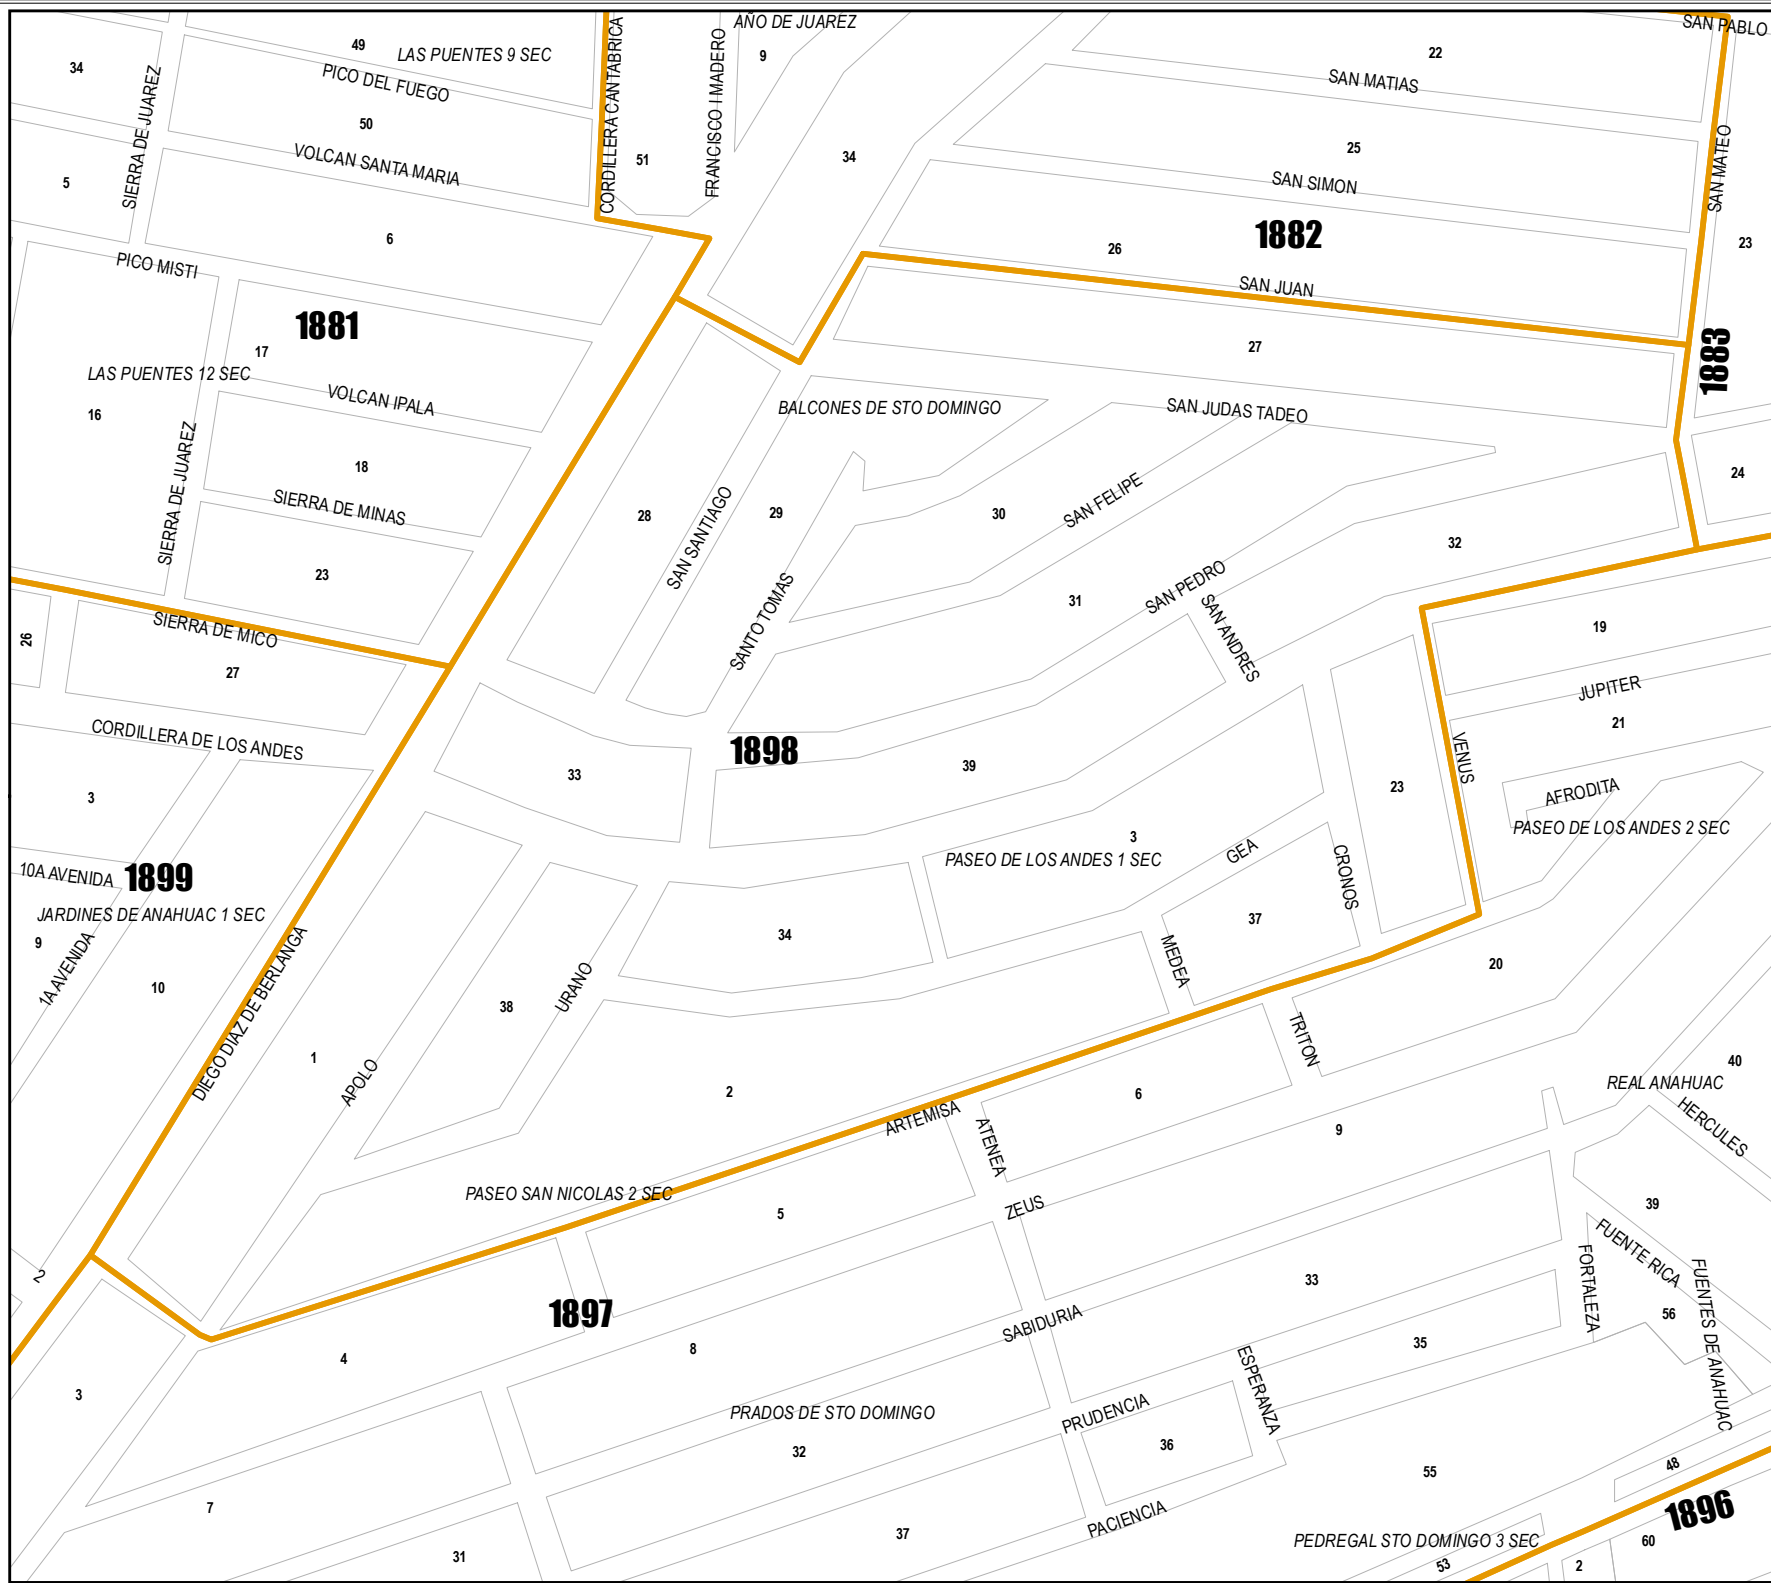 AÑO DE JUAREZ
SAN PABLO
49
LAS PUENTES 9 SEC
9
22
34
PICO DEL FUEGO
CORDILLERA CANTABRICA
FRANCISCO I MADERO
SAN MATIAS
SIERRA DE JUAREZ
50
51
34
25
SAN MATEO
VOLCAN SANTA MARIA
5
SAN SIMON
6
1882
26
23
PICO MISTI
SAN JUAN
1881
17
27
1883
LAS PUENTES 12 SEC
16
VOLCAN IPALA
BALCONES DE STO DOMINGO
SAN JUDAS TADEO
18
SIERRA DE JUAREZ
24
SIERRA DE MINAS
28
SAN SANTIAGO
29
30
SAN FELIPE
32
23
31
SAN PEDRO
SANTO TOMAS
SAN ANDRES
26
SIERRA DE MICO
19
27
JUPITER
CORDILLERA DE LOS ANDES
1898
21
VENUS
33
39
23
3
AFRODITA
3
PASEO DE LOS ANDES 2 SEC
GEA
PASEO DE LOS ANDES 1 SEC
CRONOS
10A AVENIDA
1899
JARDINES DE ANAHUAC 1 SEC
37
9
34
1A AVENIDA
MEDEA
20
10
URANO
38
DIEGO DIAZ DE BERLANGA
TRITON
1
APOLO
40
2
6
REAL ANAHUAC
ARTEMISA
HERCULES
ATENEA
9
PASEO SAN NICOLAS 2 SEC
5
ZEUS
39
FUENTE RICA
2
33
FORTALEZA
1897
SABIDURIA
56
FUENTES DE ANAHUAC
8
35
4
ESPERANZA
3
PRADOS DE STO DOMINGO
PRUDENCIA
32
36
55
48
7
1896
PACIENCIA
37
PEDREGAL STO DOMINGO 3 SEC
60
31
53
2